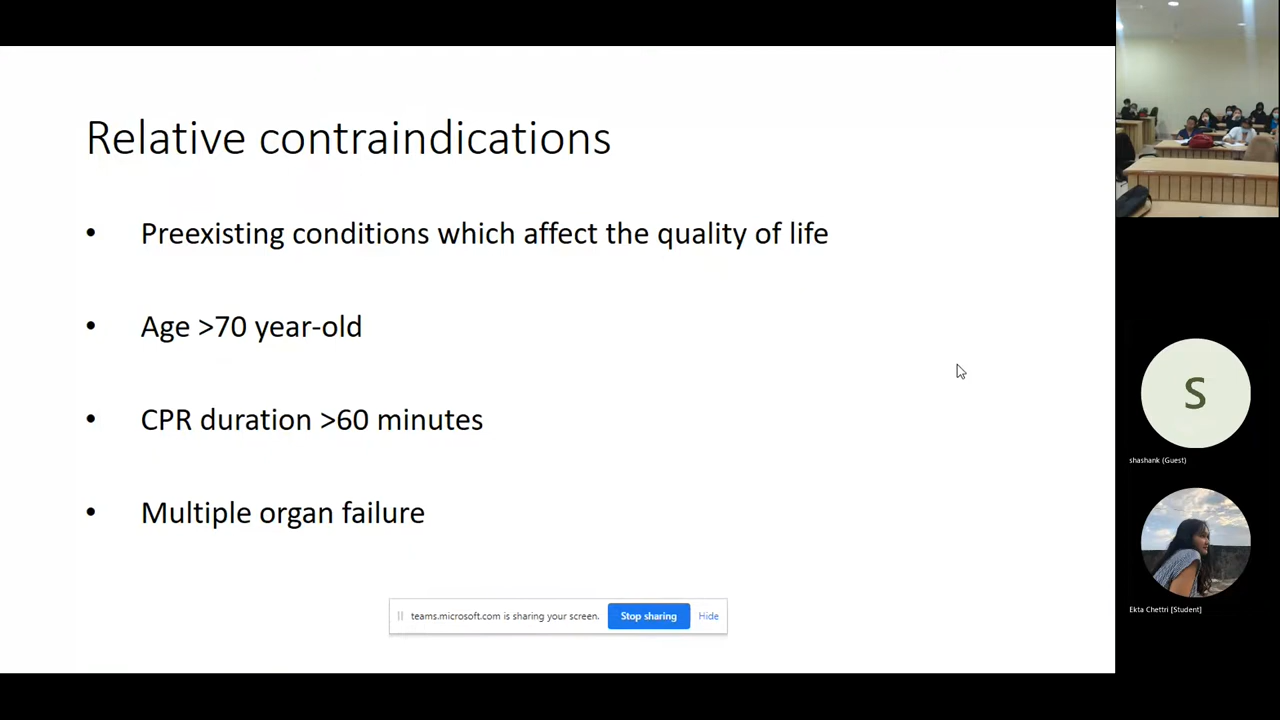 Relative contraindications
• Preexisting conditions which affect the quality of life
• Age >70 year-old
• CPR duration >60 minutes
• Multiple organ failure
teams.microsoft.com is sharing your screen. Stop sharing Hide
S
shashank (Guest)
Ekta Chettri [Student]